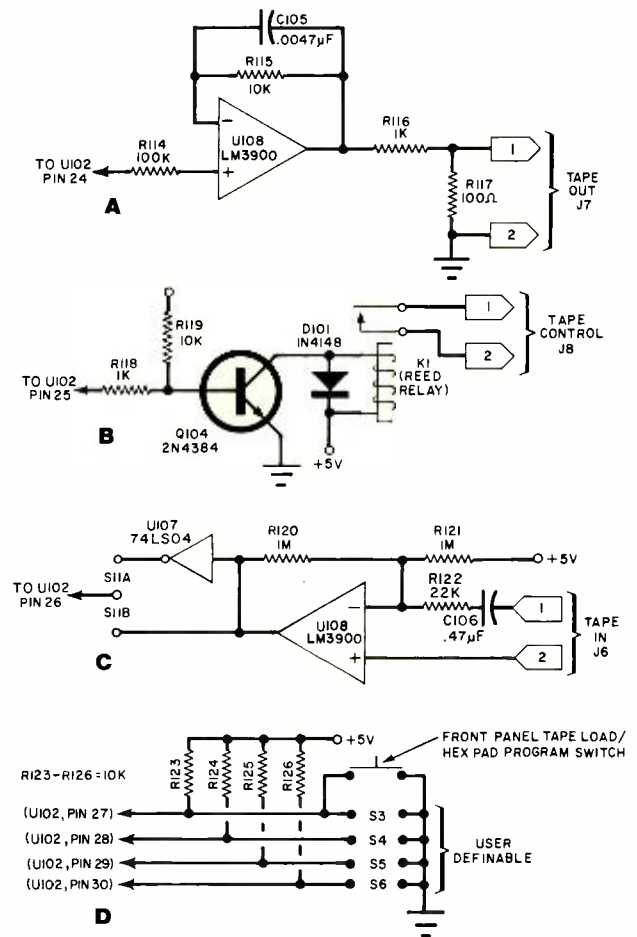 C105
.0047µF
R115
10K
R114
100K
U108
LM3900
R116
1K
TO U102
PIN 24
R117
100Ω
1
2
TAPE
OUT
J7
A
R119
10K
R118
1K
TO U102
PIN 25
D101
1N4148
K1
(REED
RELAY)
1
2
TAPE
CONTROL
J8
Q104
2N4384
+5V
B
U107
74LS04
R120
1M
R121
1M
+5V
S11A
S11B
TO U102
PIN 26
R122
22K
C106
.47µF
U108
LM3900
1
2
TAPE
IN
J6
C
+5V
FRONT PANEL TAPE LOAD/
HEX PAD PROGRAM SWITCH
R123-R126=10K
R123
R124
R125
R126
(U102, PIN 27)
S3
(U102, PIN 28)
S4
(U102, PIN 29)
S5
(U102, PIN 30)
S6
USER
DEFINABLE
D
-
+
-
+